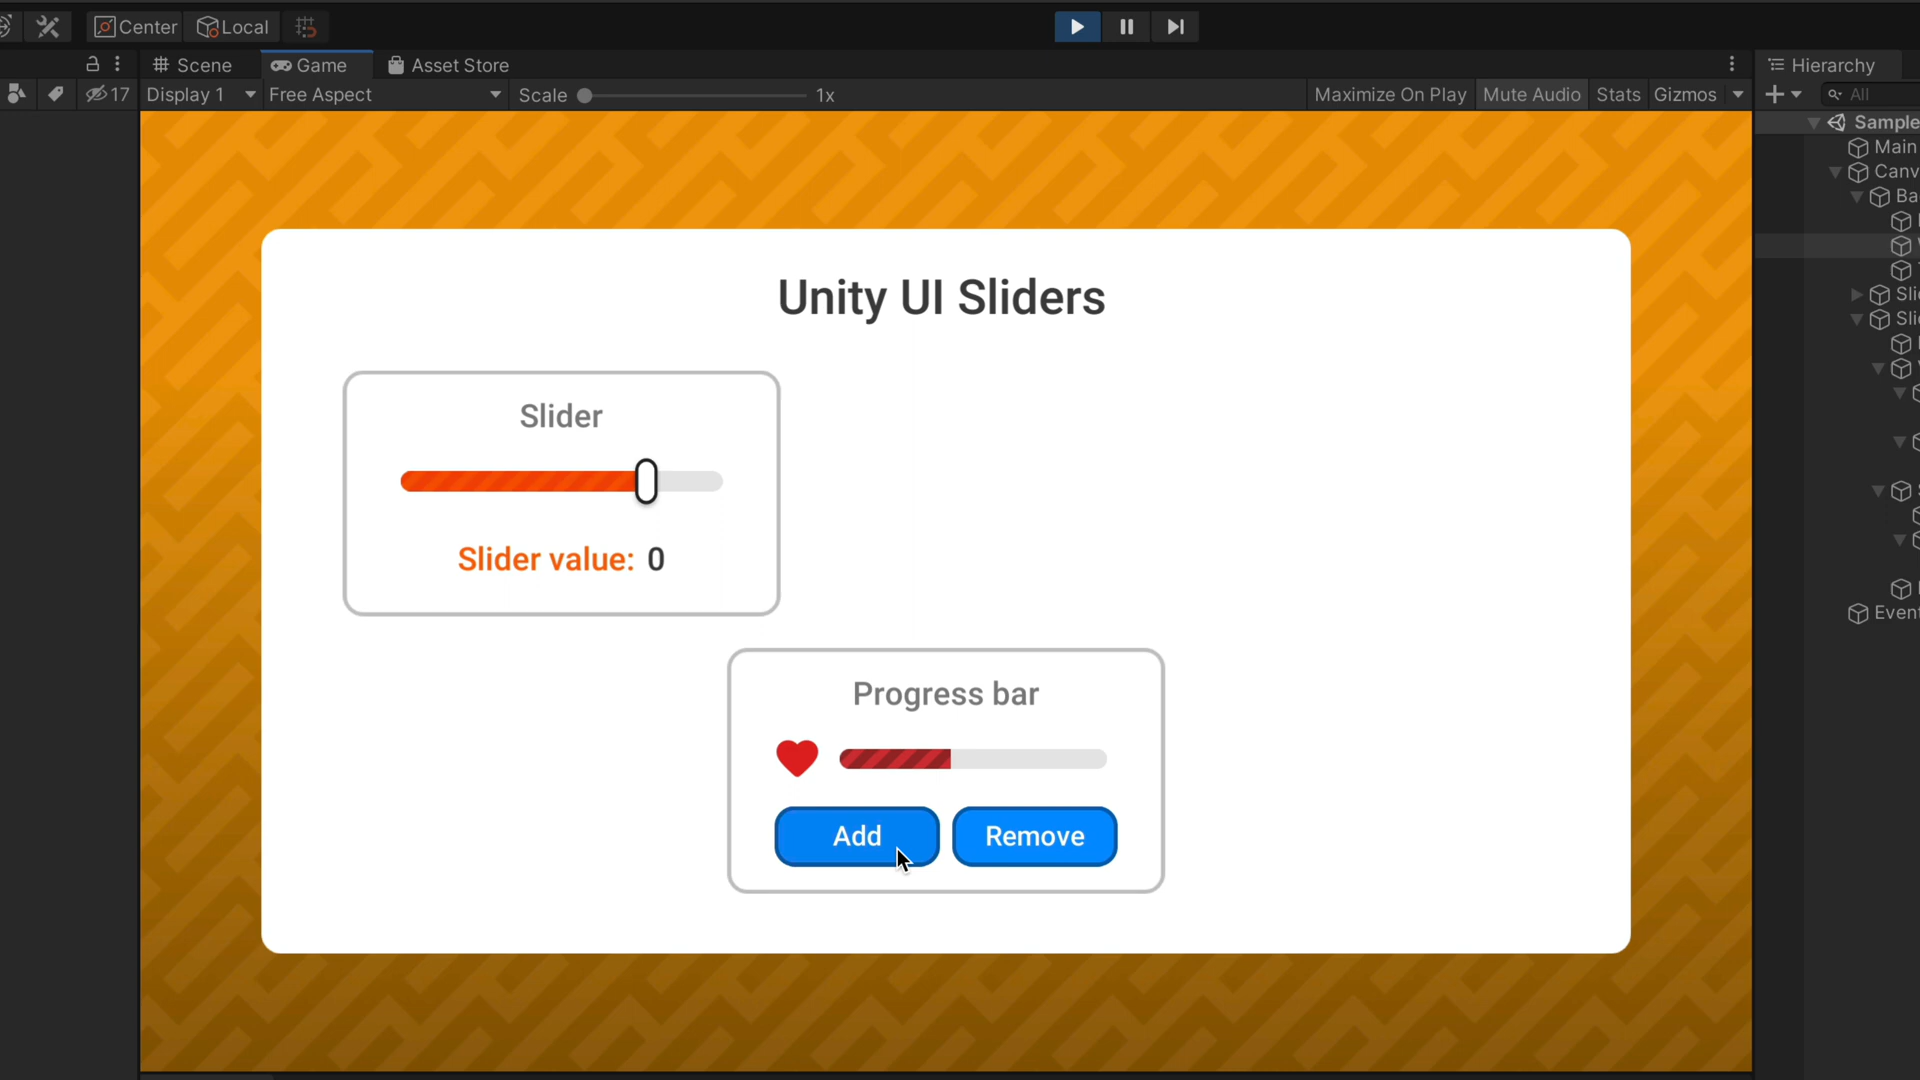 Center Local
Scene Game Asset Store Hierarchy
17 Display 1 Free Aspect Scale 1x Maximize On Play Mute Audio Stats Gizmos All
Sample
Main
Canv
Ba
Sli
Sli
Event
Unity UI Sliders
Slider
Slider value: 0
Progress bar
Add Remove